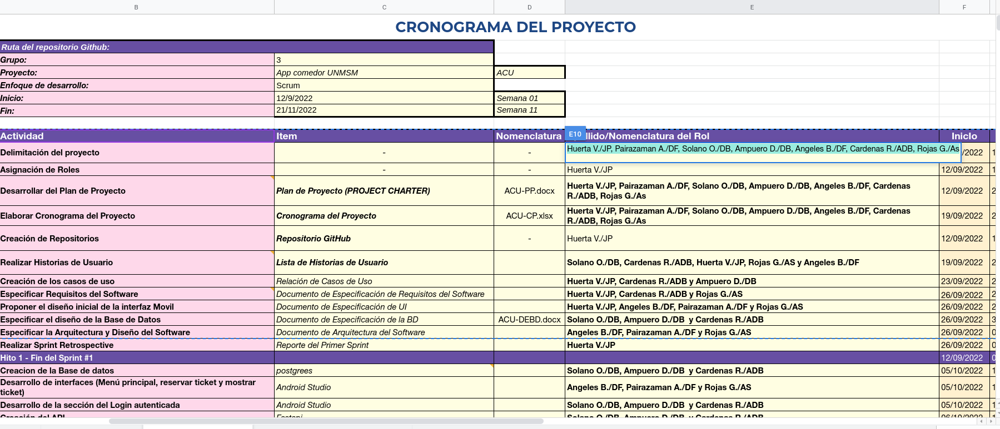 B C D E F
CRONOGRAMA DEL PROYECTO
Ruta del repositorio Github:
Grupo: 3
Proyecto: App comedor UNMSM ACU
Enfoque de desarrollo: Scrum
Inicio: 12/9/2022 Semana 01
Fin: 21/11/2022 Semana 11
Actividad Item Nomenclatura E10 llido/Nomenclatura del Rol InicIo
Delimitación del proyecto - - Huerta V./JP, Pairazaman A./DF, Solano O./DB, Ampuero D./DB, Angeles B./DF, Cardenas R./ADB, Rojas G./As /2022 1
Asignación de Roles - - Huerta V./JP 12/09/2022 1
Desarrollar del Plan de Proyecto Plan de Proyecto (PROJECT CHARTER) ACU-PP.docx Huerta V./JP, Pairazaman A./DF, Solano O./DB, Ampuero D./DB, Angeles B./DF, Cardenas
R./ADB, Rojas G./As 12/09/2022 2
Elaborar Cronograma del Proyecto Cronograma del Proyecto ACU-CP.xlsx Huerta V./JP, Pairazaman A./DF, Solano O./DB, Ampuero D./DB, Angeles B./DF, Cardenas
R./ADB, Rojas G./As 19/09/2022 2
Creación de Repositorios Repositorio GitHub - Huerta V./JP 12/09/2022 1
Realizar Historias de Usuario Lista de Historias de Usuario Solano O./DB, Cardenas R./ADB, Huerta V./JP, Rojas G./AS y Angeles B./DF 19/09/2022 2
Creación de los casos de uso Relación de Casos de Uso Huerta V./JP, Cardenas R./ADB y Ampuero D./DB 23/09/2022 2
Especificar Requisitos del Software Documento de Especificación de Requisitos del Software Huerta V./JP, Cardenas R./ADB y Rojas G./AS 26/09/2022 2
Proponer el diseño inicial de la interfaz Movil Documento de Especificación de UI Huerta V./JP, Angeles B./DF, Pairazaman A./DF y Rojas G./AS 26/09/2022 2
Especificar el diseño de la Base de Datos Documento de Especificación de la BD ACU-DEBD.docx Solano O./DB, Ampuero D./DB y Cardenas R./ADB 26/09/2022 3
Especificar la Arquitectura y Diseño del Software Documento de Arquitectura del Software Angeles B./DF, Pairazaman A./DF y Rojas G./AS 26/09/2022 0
Realizar Sprint Retrospective Reporte del Primer Sprint Huerta V./JP 26/09/2022 0
Hito 1 - Fin del Sprint #1 12/09/2022 0
Creacion de la Base de datos postgrees Solano O./DB, Ampuero D./DB y Cardenas R./ADB 05/10/2022 1
Desarrollo de interfaces (Menú principal, reservar ticket y mostrar
ticket) Android Studio Angeles B./DF, Pairazaman A./DF y Rojas G./AS 05/10/2022 1
Desarrollo de la sección del Login autenticada Android Studio Solano O./DB, Ampuero D./DB y Cardenas R./ADB 05/10/2022 1
Creación del API Fastapi Solano O./DB, Ampuero D./DB y Cardenas R./ADB 06/10/2022 1